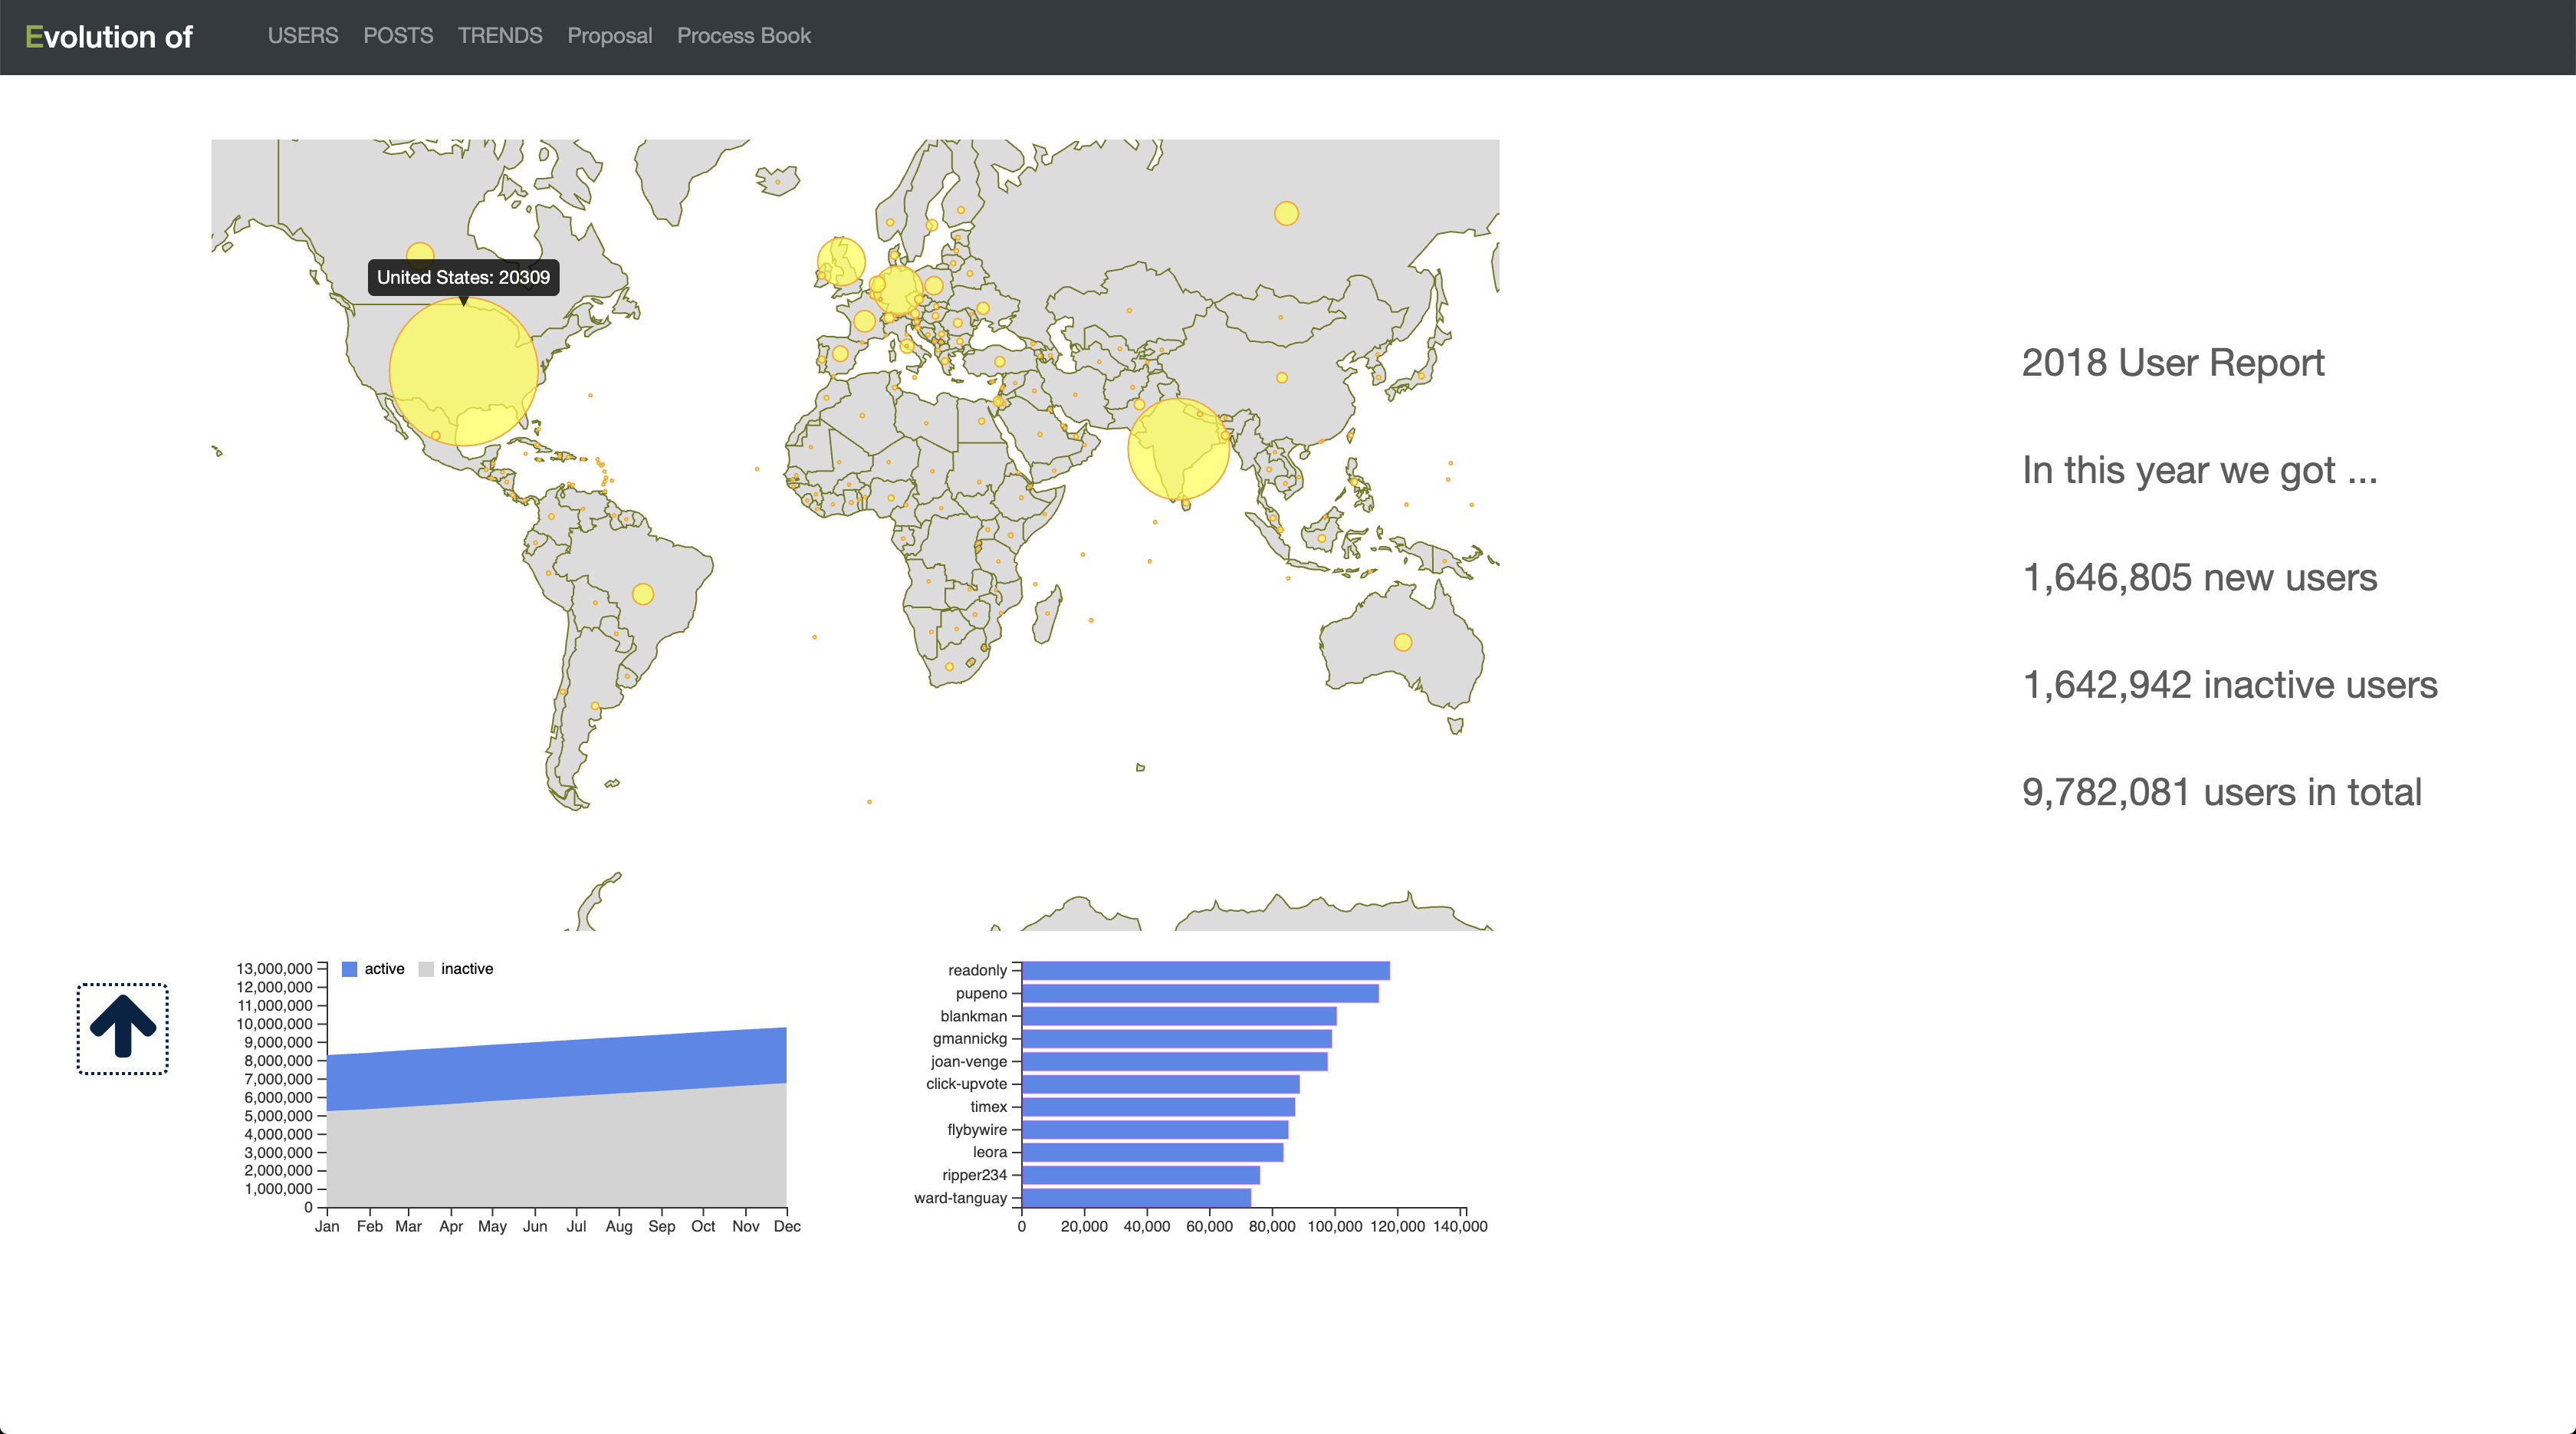 Evolution of
USERS POSTS TRENDS Proposal Process Book
United States: 20309
2018 User Report
In this year we got ...
1,646,805 new users
1,642,942 inactive users
9,782,081 users in total
active inactive
13,000,000
12,000,000
11,000,000
10,000,000
9,000,000
8,000,000
7,000,000
6,000,000
5,000,000
4,000,000
3,000,000
2,000,000
1,000,000
0
Jan Feb Mar Apr May Jun Jul Aug Sep Oct Nov Dec
readonly
pupeno
blankman
gmannickg
joan-venge
click-upvote
timex
flybywire
leora
ripper234
ward-tanguay
0 20,000 40,000 60,000 80,000 100,000 120,000 140,000